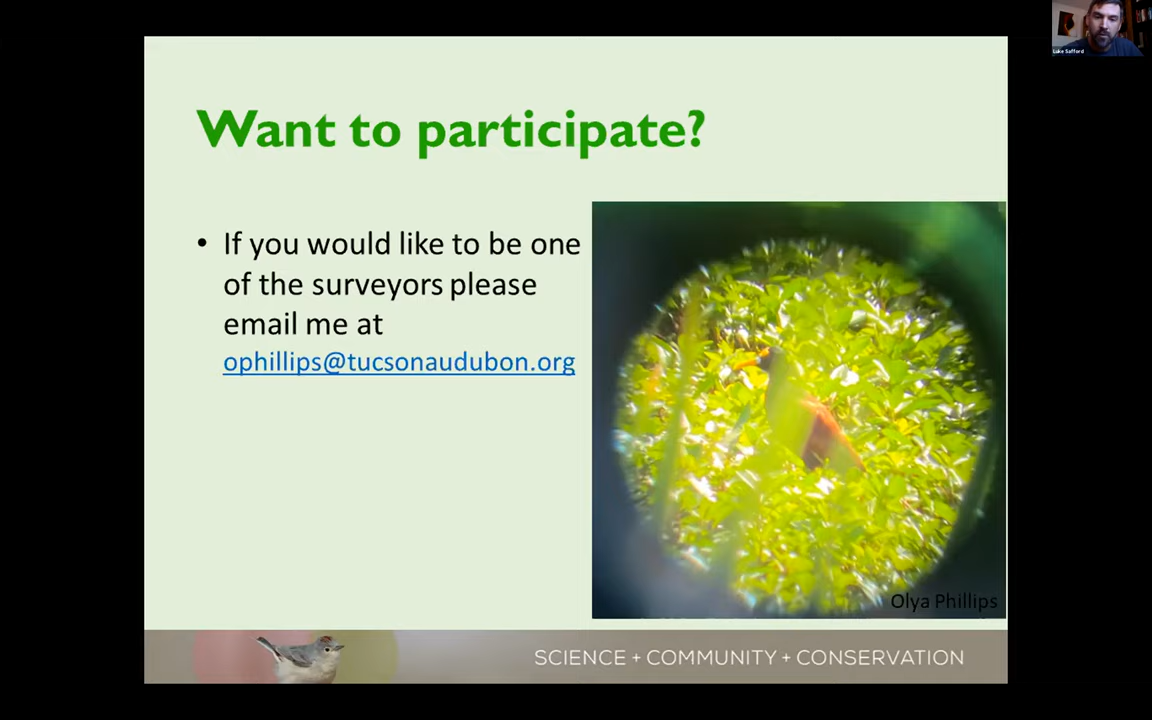 Luke Safford
Want to participate?
• If you would like to be one
of the surveyors please
email me at
ophillips@tucsonaudubon.org
Olya Phillips
SCIENCE + COMMUNITY + CONSERVATION